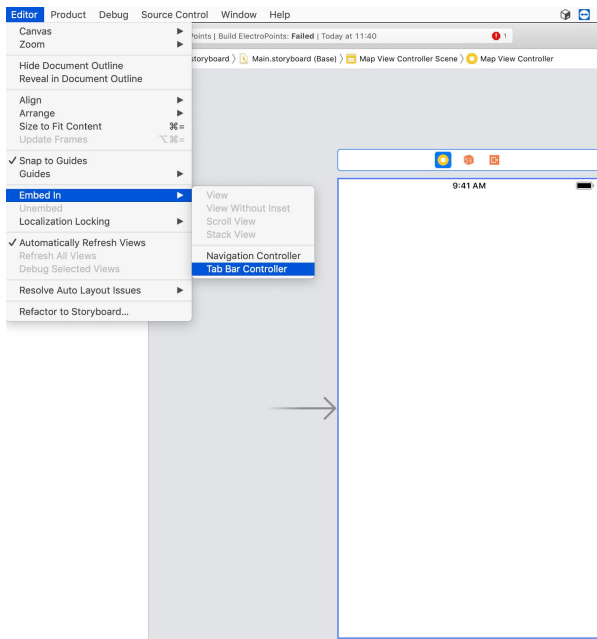 Editor Product Debug Source Control Window Help
Points | Build ElectroPoints: Failed | Today at 11:40 1
storyboard Main.storyboard (Base) Map View Controller Scene Map View Controller
Canvas
Zoom
Hide Document Outline
Reveal in Document Outline
Align
Arrange
Size to Fit Content ⌘=
Update Frames ⌥⌘=
✓ Snap to Guides
Guides
Embed In
Unembed
Localization Locking
✓ Automatically Refresh Views
Refresh All Views
Debug Selected Views
Resolve Auto Layout Issues
Refactor to Storyboard...
View
View Without Inset
Scroll View
Stack View
Navigation Controller
Tab Bar Controller
9:41 AM